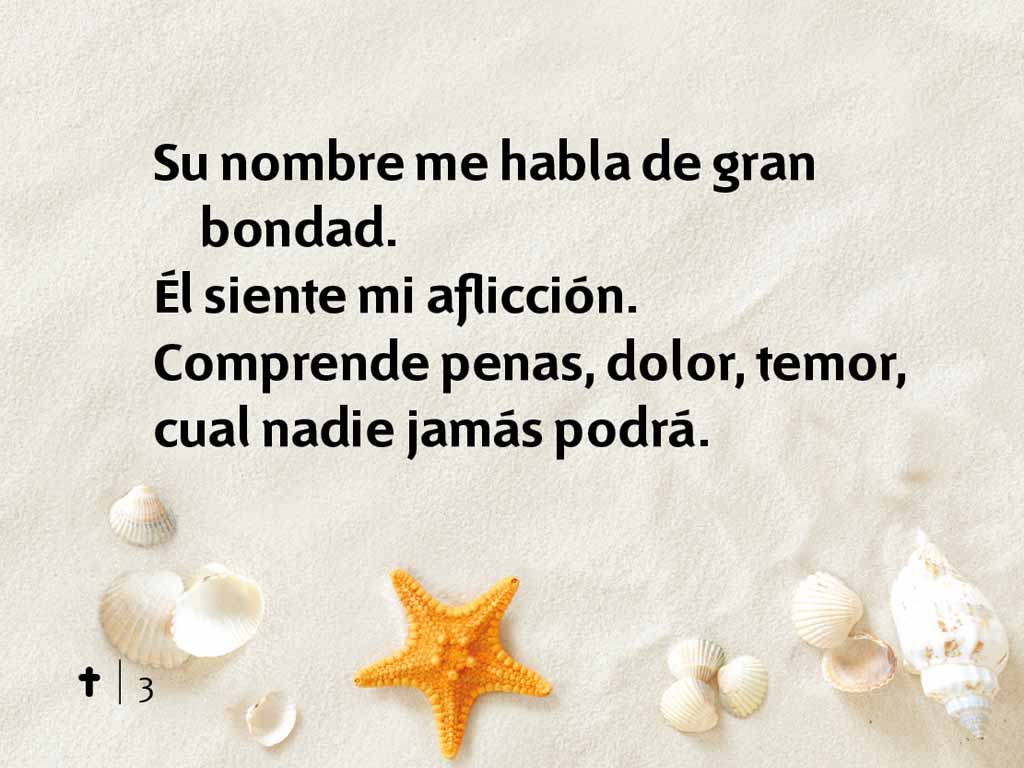 Su nombre me habla de gran
bondad.
Él siente mi aflicción.
Comprende penas, dolor, temor,
cual nadie jamás podrá.
3